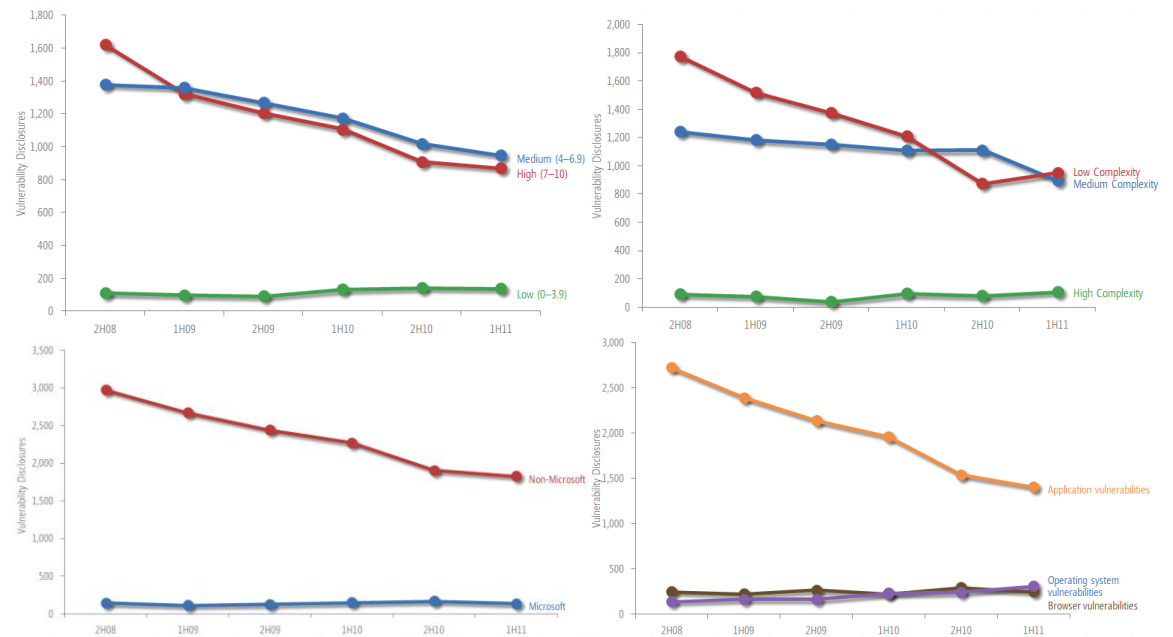 1,800
1,600
1,400
1,200
1,000
800
600
400
200
0
Vulnerability Disclosures
2H08 1H09 2H09 1H10 2H10 1H11
Medium (4–6.9)
High (7–10)
Low (0–3.9)
2,000
1,800
1,600
1,400
1,200
1,000
800
600
400
200
0
Vulnerability Disclosures
2H08 1H09 2H09 1H10 2H10 1H11
Low Complexity
Medium Complexity
High Complexity
3,500
3,000
2,500
2,000
1,500
1,000
500
0
Vulnerability Disclosures
2H08 1H09 2H09 1H10 2H10 1H11
Non-Microsoft
Microsoft
3,000
2,500
2,000
1,500
1,000
500
0
Vulnerability Disclosures
2H08 1H09 2H09 1H10 2H10 1H11
Application vulnerabilities
Operating system
vulnerabilities
Browser vulnerabilities